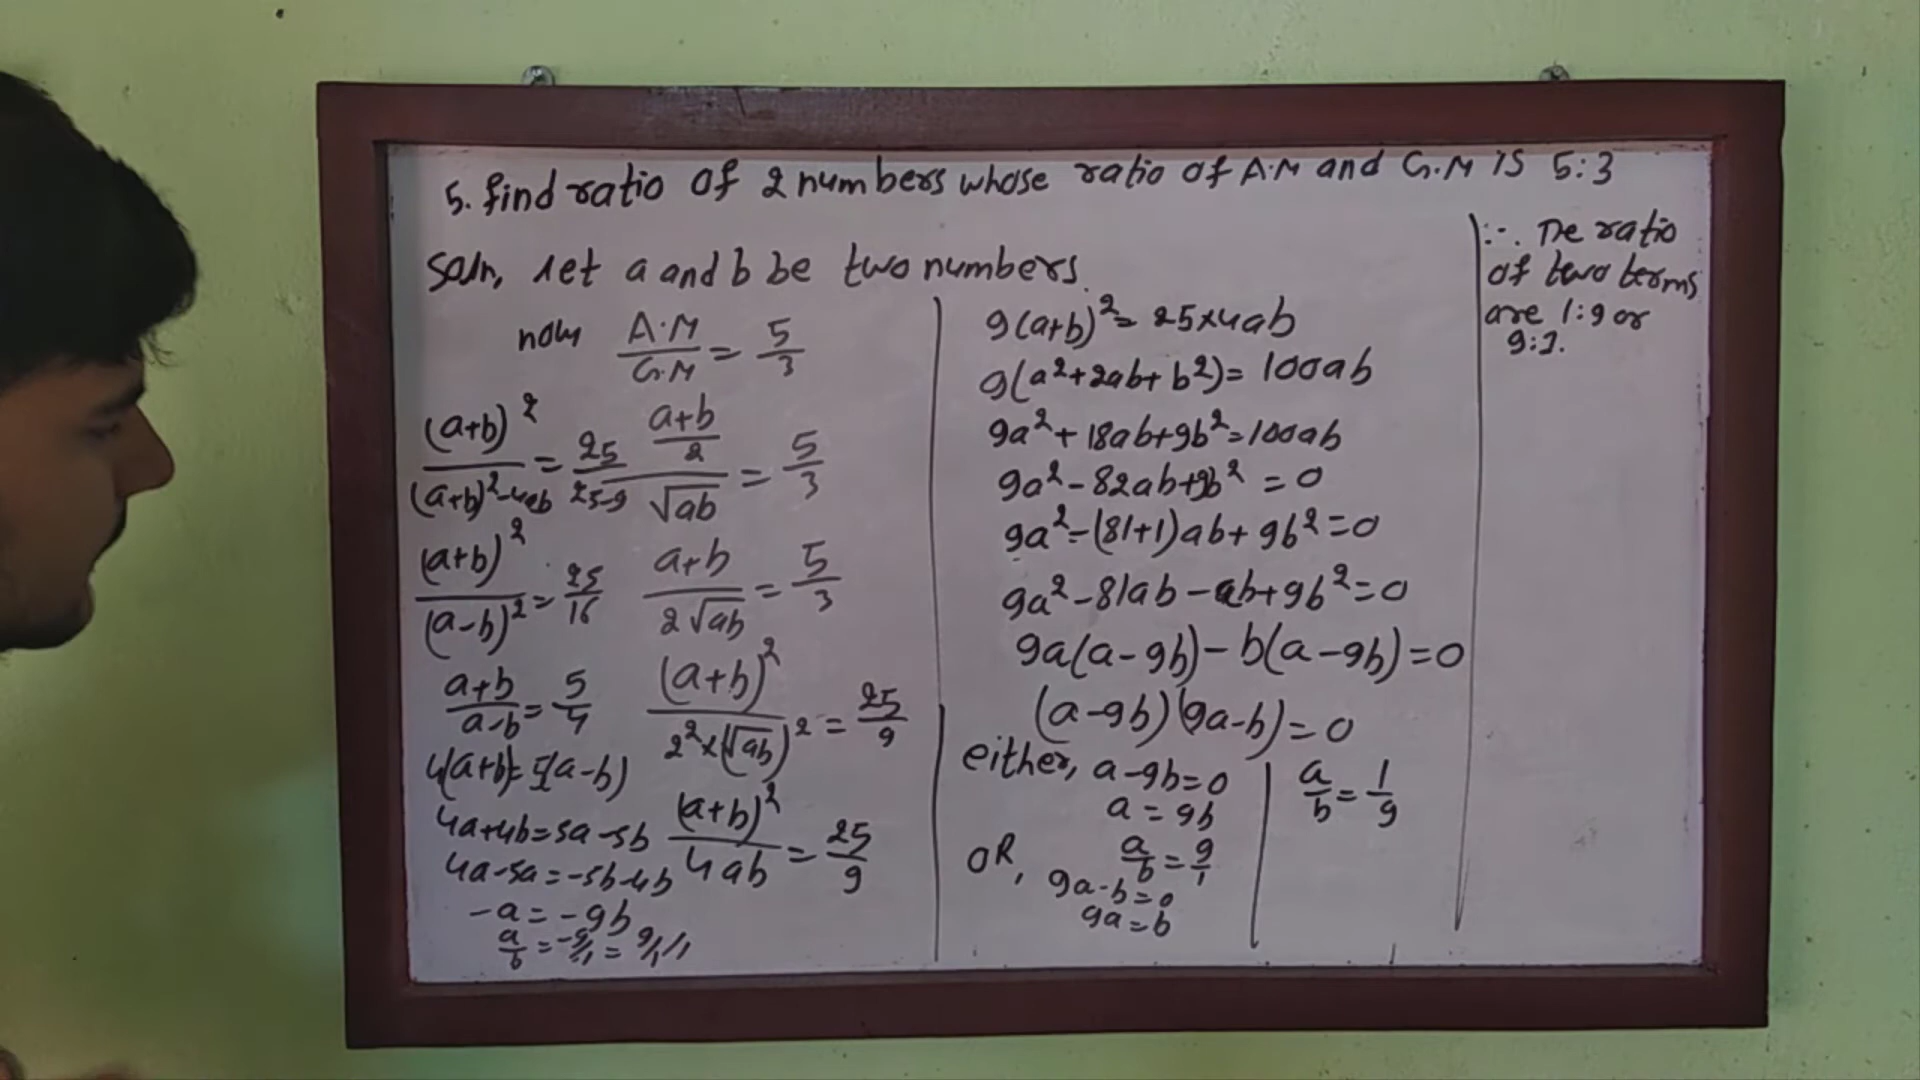 5. find ratio of 2 numbers whose ratio of A.M and G.M is 5:3
Soln, let a and b be two numbers.
now A.M/G.M = 5/3
(a+b)/2 / √ab = 5/3
(a+b)/2√ab = 5/3
(a+b)²/2²×(√ab)² = 25/9
(a+b)²/4ab = 25/9
(a+b)²/(a+b)²-4ab = 25/25-9
(a+b)²/(a-b)² = 25/16
a+b/a-b = 5/4
4(a+b)=5(a-b)
4a+4b=5a-5b
4a-5a=-5b-4b
-a=-9b
a/b = -9/-1 = 9/1//
9(a+b)²=25×4ab
9(a²+2ab+b²)=100ab
9a²+18ab+9b²=100ab
9a²-82ab+9b²=0
9a²-(81+1)ab+9b²=0
9a²-81ab-ab+9b²=0
9a(a-9b)-b(a-9b)=0
(a-9b)(9a-b)=0
either, a-9b=0
a=9b
a/b=9/1
OR, 9a-b=0
9a=b
a/b=1/9
∴ The ratio
of two terms
are 1:9 or
9:1.